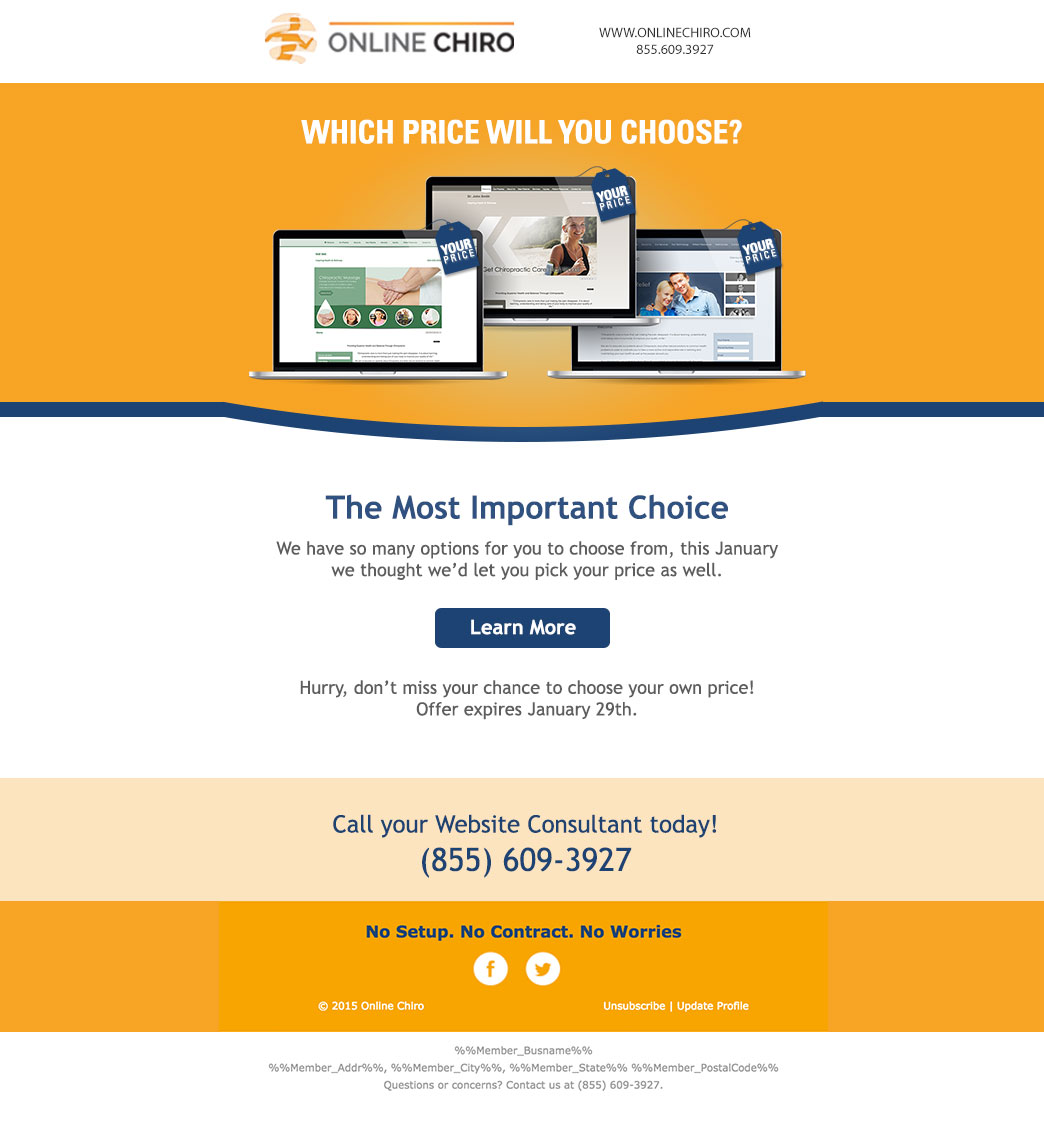 ONLINE CHIRO
WWW.ONLINECHIRO.COM
855.609.3927
WHICH PRICE WILL YOU CHOOSE?
YOUR
PRICE
YOUR
PRICE
YOUR
PRICE
Chiropractic Massage
Get Chiropractic Care
The Most Important Choice
We have so many options for you to choose from, this January
we thought we’d let you pick your price as well.
Learn More
Hurry, don’t miss your chance to choose your own price!
Offer expires January 29th.
Call your Website Consultant today!
(855) 609-3927
No Setup. No Contract. No Worries
f
© 2015 Online Chiro
Unsubscribe | Update Profile
%%Member_Busname%%
%%Member_Addr%%, %%Member_City%%, %%Member_State%% %%Member_PostalCode%%
Questions or concerns? Contact us at (855) 609-3927.